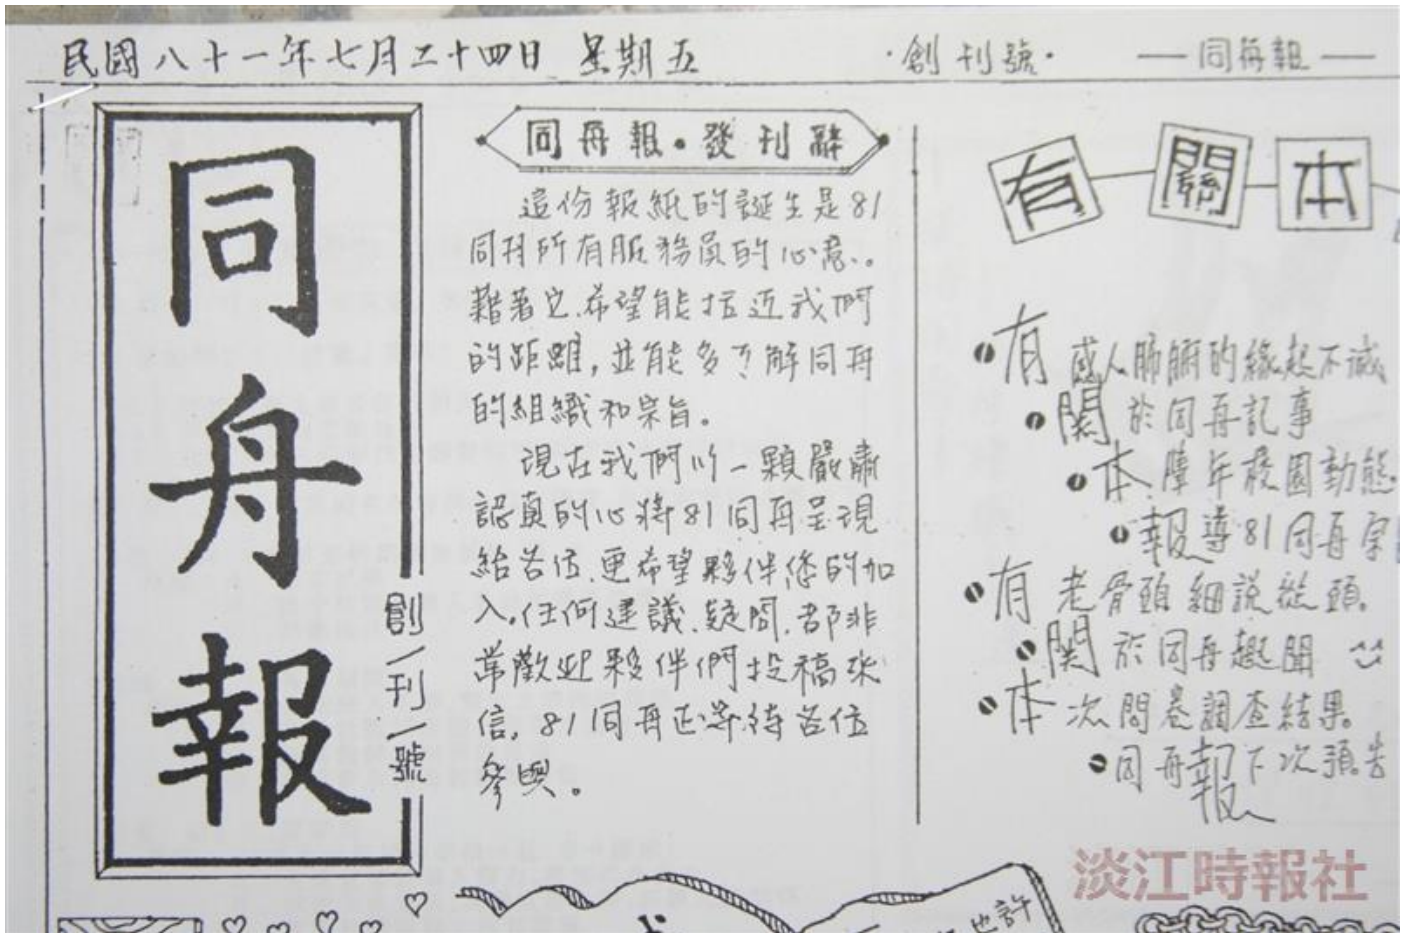 民國八十一年七月二十四日 星期五
·創刊號·
——同舟報——
同舟報
創/刊/號
同舟報·發刊辭
這份報紙的誕生是81
同舟所有服務員的心意。
藉著它希望能拉近我們
的距離,並能多了解同舟
的組織和宗旨。
現在我們以一顆嚴肅
認真的心將81同舟呈現
給各位、更希望夥伴您的加
入。任何建議、疑問、都非
常歡迎夥伴們投稿來
信,81同舟正等待各位
參與。
有關本
有感人肺腑的緣起不滅
關於同舟記事
本陣年校園動態
報導81同舟字
有老骨頭細説從頭。
關於同舟趣聞
本次問卷調查結果。
同舟報下次預告
也許
淡江時報社